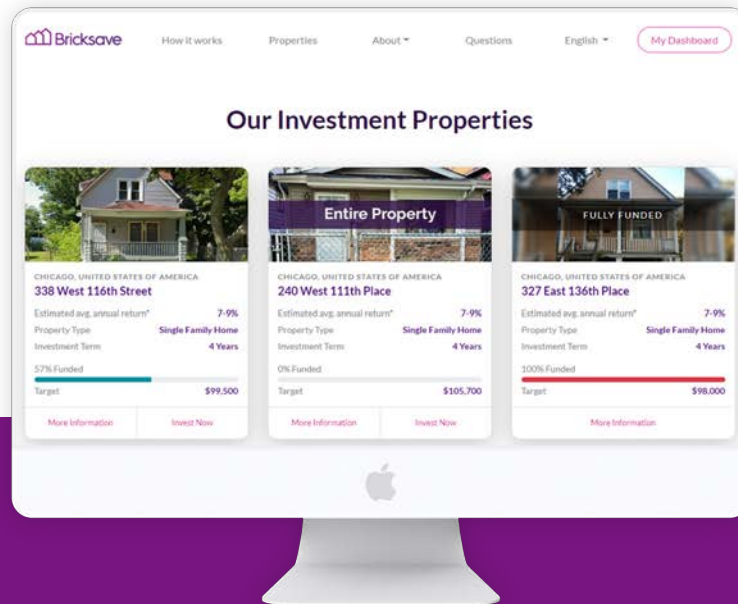 Bricksave
How it works
Properties
About
Questions
English
My Dashboard
Our Investment Properties
CHICAGO, UNITED STATES OF AMERICA
338 West 116th Street
Estimated avg. annual return* 7-9%
Property Type Single Family Home
Investment Term 4 Years
57% Funded
Target $99,500
More Information Invest Now
Entire Property
CHICAGO, UNITED STATES OF AMERICA
240 West 111th Place
Estimated avg. annual return* 7-9%
Property Type Single Family Home
Investment Term 4 Years
0% Funded
Target $105,700
More Information Invest Now
FULLY FUNDED
CHICAGO, UNITED STATES OF AMERICA
327 East 136th Place
Estimated avg. annual return* 7-9%
Property Type Single Family Home
Investment Term 4 Years
100% Funded
Target $98,000
More Information